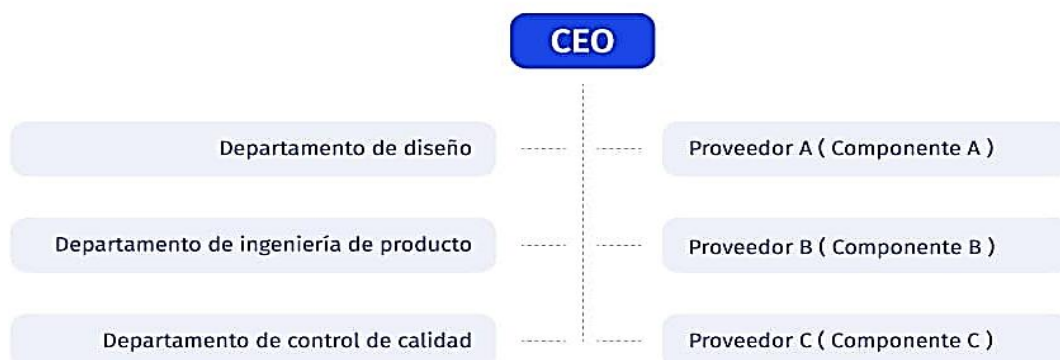 CEO
Departamento de diseño
Proveedor A ( Componente A )
Departamento de ingeniería de producto
Proveedor B ( Componente B )
Departamento de control de calidad
Proveedor C ( Componente C )